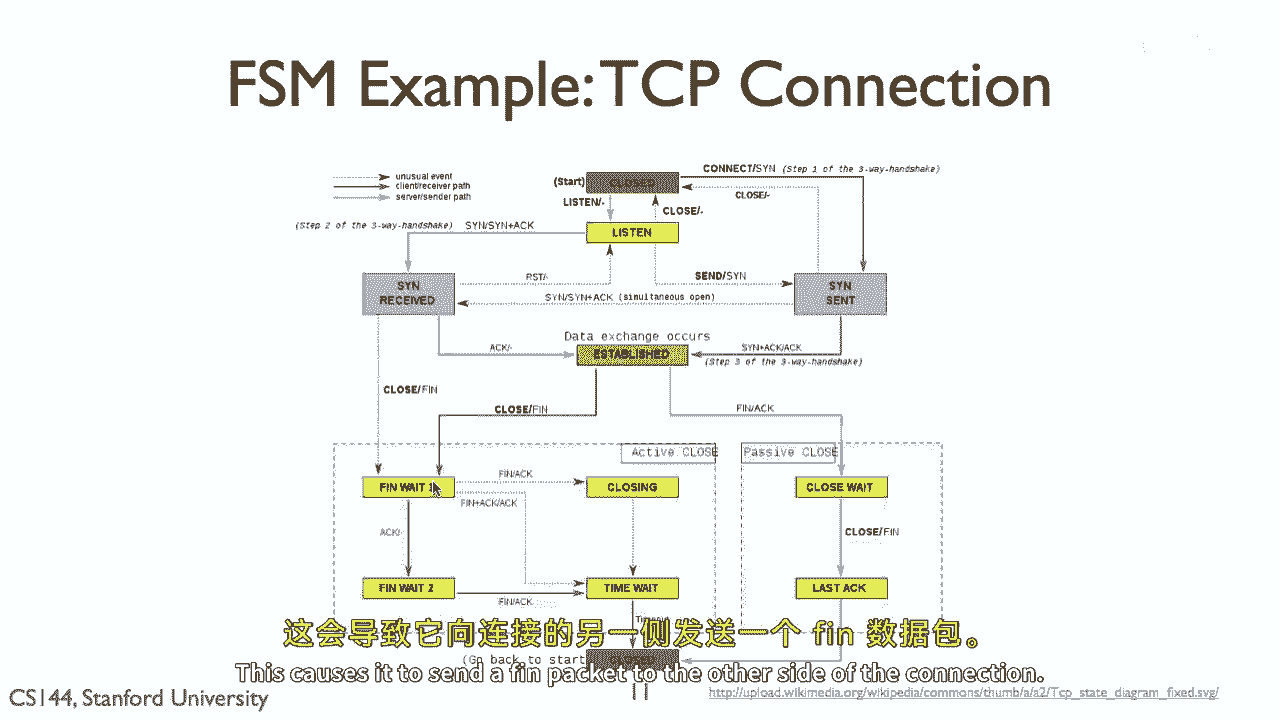 FSM Example: TCP Connection
unusual event
client/receiver path
server/sender path
(Start)
CLOSED
CONNECT/SYN (Step 1 of the 3-way-handshake)
CLOSE/-
LISTEN/-
CLOSE/-
(Step 2 of the 3-way-handshake) SYN/SYN+ACK
LISTEN
RST/-
SEND/SYN
SYN
RECEIVED
SYN
SENT
SYN/SYN+ACK (simultaneous open)
Data exchange occurs
ACK/-
ESTABLISHED
SYN+ACK/ACK
(Step 3 of the 3-way-handshake)
CLOSE/FIN
CLOSE/FIN
FIN/ACK
Active CLOSE
Passive CLOSE
FIN WAIT 1
FIN/ACK
CLOSING
CLOSE WAIT
FIN+ACK/ACK
ACK/-
CLOSE/FIN
FIN WAIT 2
FIN/ACK
TIME WAIT
LAST ACK
这会导致它向连接的另一侧发送一个 fin 数据包。
(Go back to start
This causes it to send a fin packet to the other side of the connection.
CS144, Stanford University
11
http://upload.wikimedia.org/wikipedia/commons/thumb/a/a2/Tcp_state_diagram_fixed.svg/